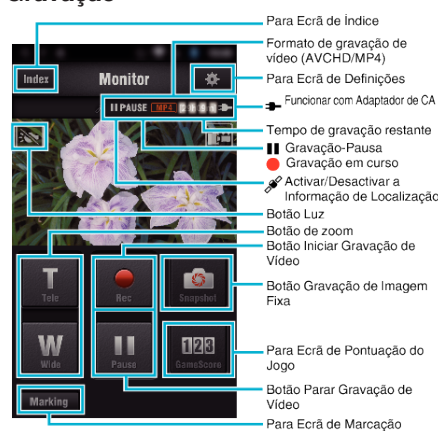 Gravação
Para Ecrã de Índice
Formato de gravação de
vídeo (AVCHD/MP4)
Para Ecrã de Definições
Funcionar com Adaptador de CA
Tempo de gravação restante
Gravação-Pausa
Gravação em curso
Activar/Desactivar a
Informação de Localização
Botão Luz
Botão de zoom
Botão Iniciar Gravação de
Vídeo
Botão Gravação de Imagem
Fixa
Para Ecrã de Pontuação do
Jogo
Botão Parar Gravação de
Vídeo
Para Ecrã de Marcação
Index
Monitor
PAUSE MP4
T
Tele
Rec
Snapshot
W
Wide
Pause
123
GameScore
Marking